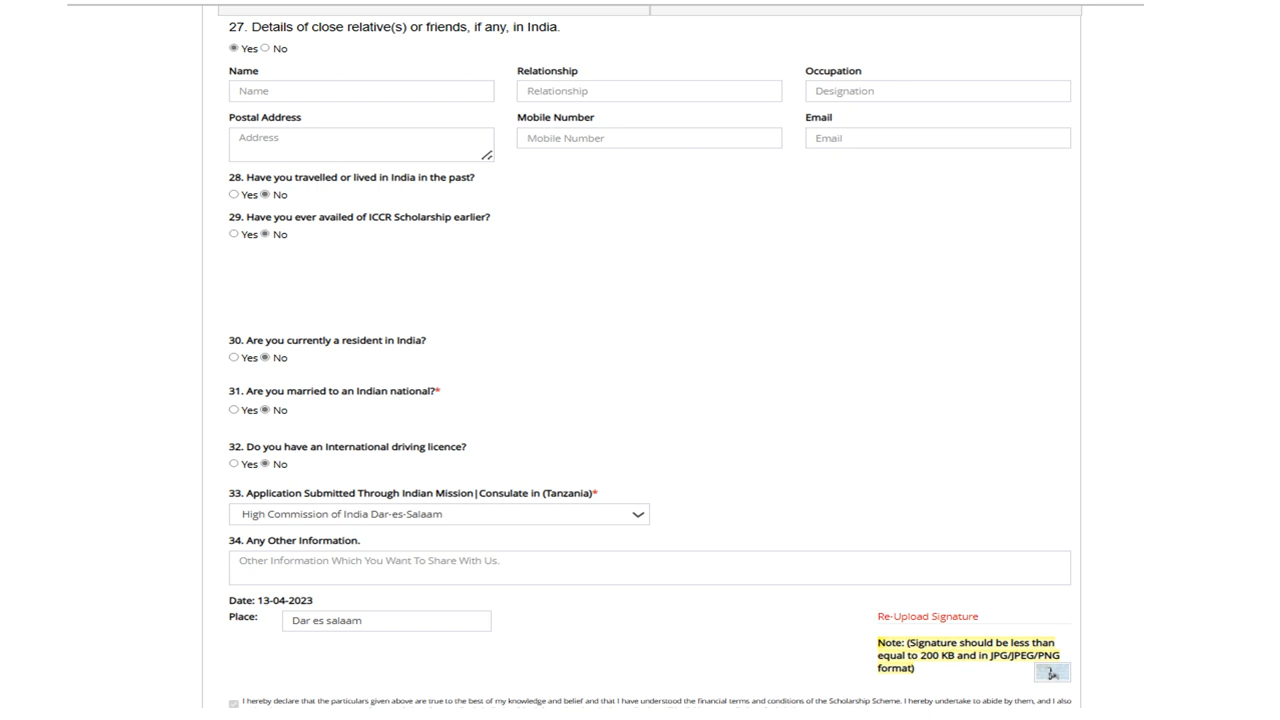 27. Details of close relative(s) or friends, if any, in India.
Yes No
Name Relationship Occupation
Name Relationship Designation
Postal Address Mobile Number Email
Address Mobile Number Email
28. Have you travelled or lived in India in the past?
Yes No
29. Have you ever availed of ICCR Scholarship earlier?
Yes No
30. Are you currently a resident in India?
Yes No
31. Are you married to an Indian national?*
Yes No
32. Do you have an International driving licence?
Yes No
33. Application Submitted Through Indian Mission|Consulate in (Tanzania)*
High Commission of India Dar-es-Salaam
34. Any Other Information.
Other Information Which You Want To Share With Us.
Date: 13-04-2023
Place: Dar es salaam
Re-Upload Signature
Note: (Signature should be less than
equal to 200 KB and in JPG/JPEG/PNG
format)
I hereby declare that the particulars given above are true to the best of my knowledge and belief and that I have understood the financial terms and conditions of the Scholarship Scheme. I hereby undertake to abide by them, and I also